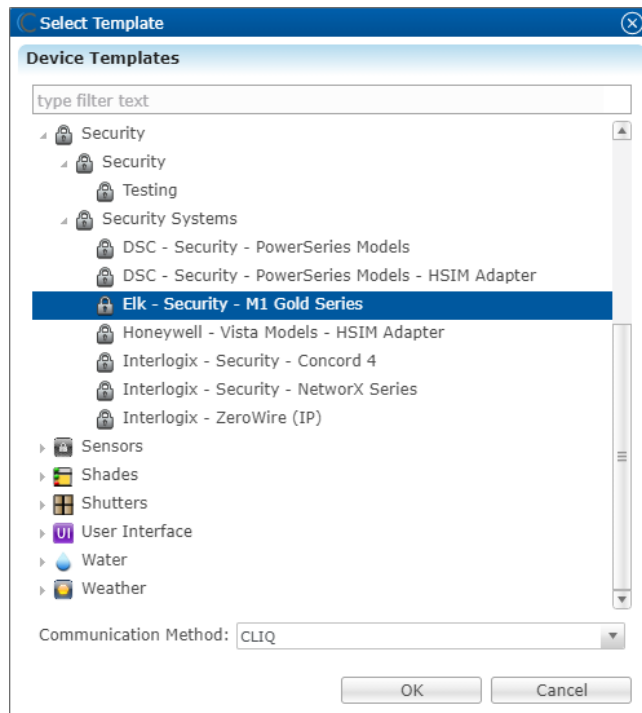 Select Template
Device Templates
type filter text
Security
Security
Testing
Security Systems
DSC - Security - PowerSeries Models
DSC - Security - PowerSeries Models - HSIM Adapter
Elk - Security - M1 Gold Series
Honeywell - Vista Models - HSIM Adapter
Interlogix - Security - Concord 4
Interlogix - Security - NetworX Series
Interlogix - ZeroWire (IP)
Sensors
Shades
Shutters
UI User Interface
Water
Weather
Communication Method: CLIQ
OK Cancel